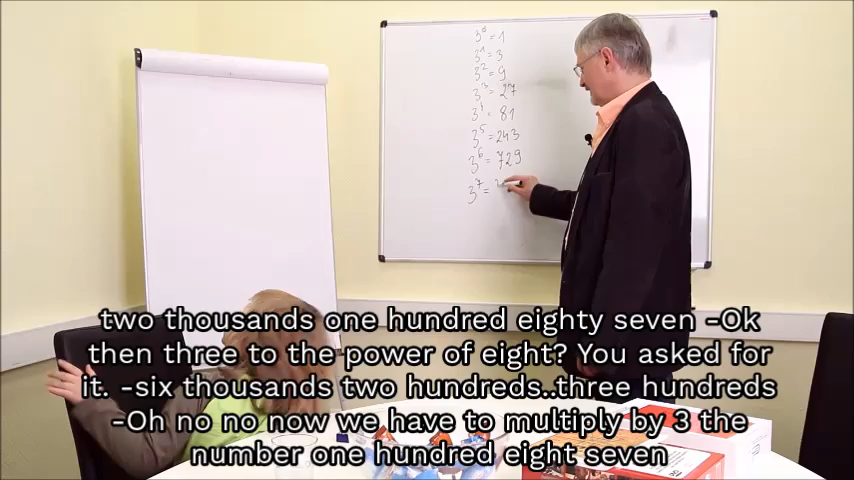 3⁰ = 1
3¹ = 3
3² = 9
3³ = 27
3⁴ = 81
3⁵ = 243
3⁶ = 729
3⁷ = 2
two thousands one hundred eighty seven -Ok
then three to the power of eight? You asked for
it. -six thousands two hundreds..three hundreds
-Oh no no now we have to multiply by 3 the
number one hundred eight seven